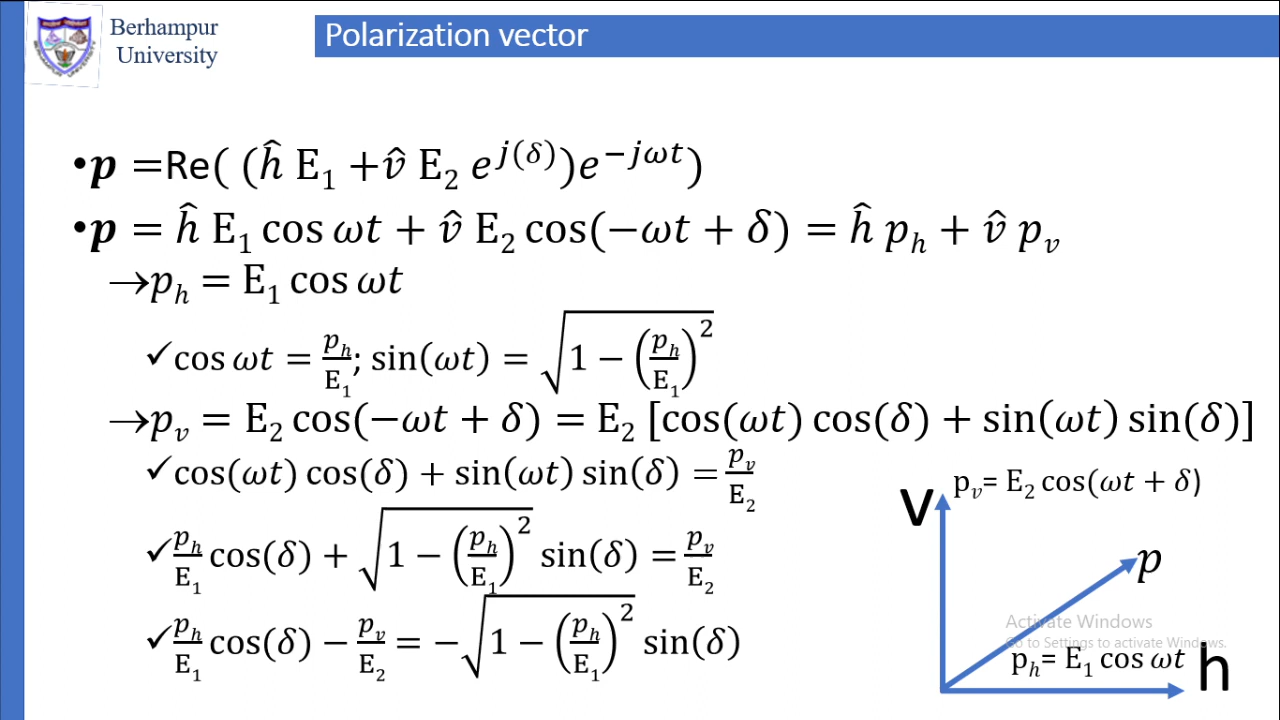 Berhampur
University
Polarization vector
•𝒑 =Re( (ĥ E₁ +v̂ E₂ e^{j(δ)})e^{−jωt})
•𝒑 = ĥ E₁ cos ωt + v̂ E₂ cos(−ωt + δ) = ĥ p_h + v̂ p_v
→p_h = E₁ cos ωt
✓cos ωt = p_h/E₁; sin(ωt) = √(1 − (p_h/E₁)²)
→p_v = E₂ cos(−ωt + δ) = E₂ [cos(ωt) cos(δ) + sin(ωt) sin(δ)]
✓cos(ωt) cos(δ) + sin(ωt) sin(δ) = p_v/E₂
✓p_h/E₁ cos(δ) + √(1 − (p_h/E₁)²) sin(δ) = p_v/E₂
✓p_h/E₁ cos(δ) − p_v/E₂ = −√(1 − (p_h/E₁)²) sin(δ)
v
p_v= E₂ cos(ωt + δ)
p
Activate Windows
Go to Settings to activate Windows.
p_h= E₁ cos ωt
h